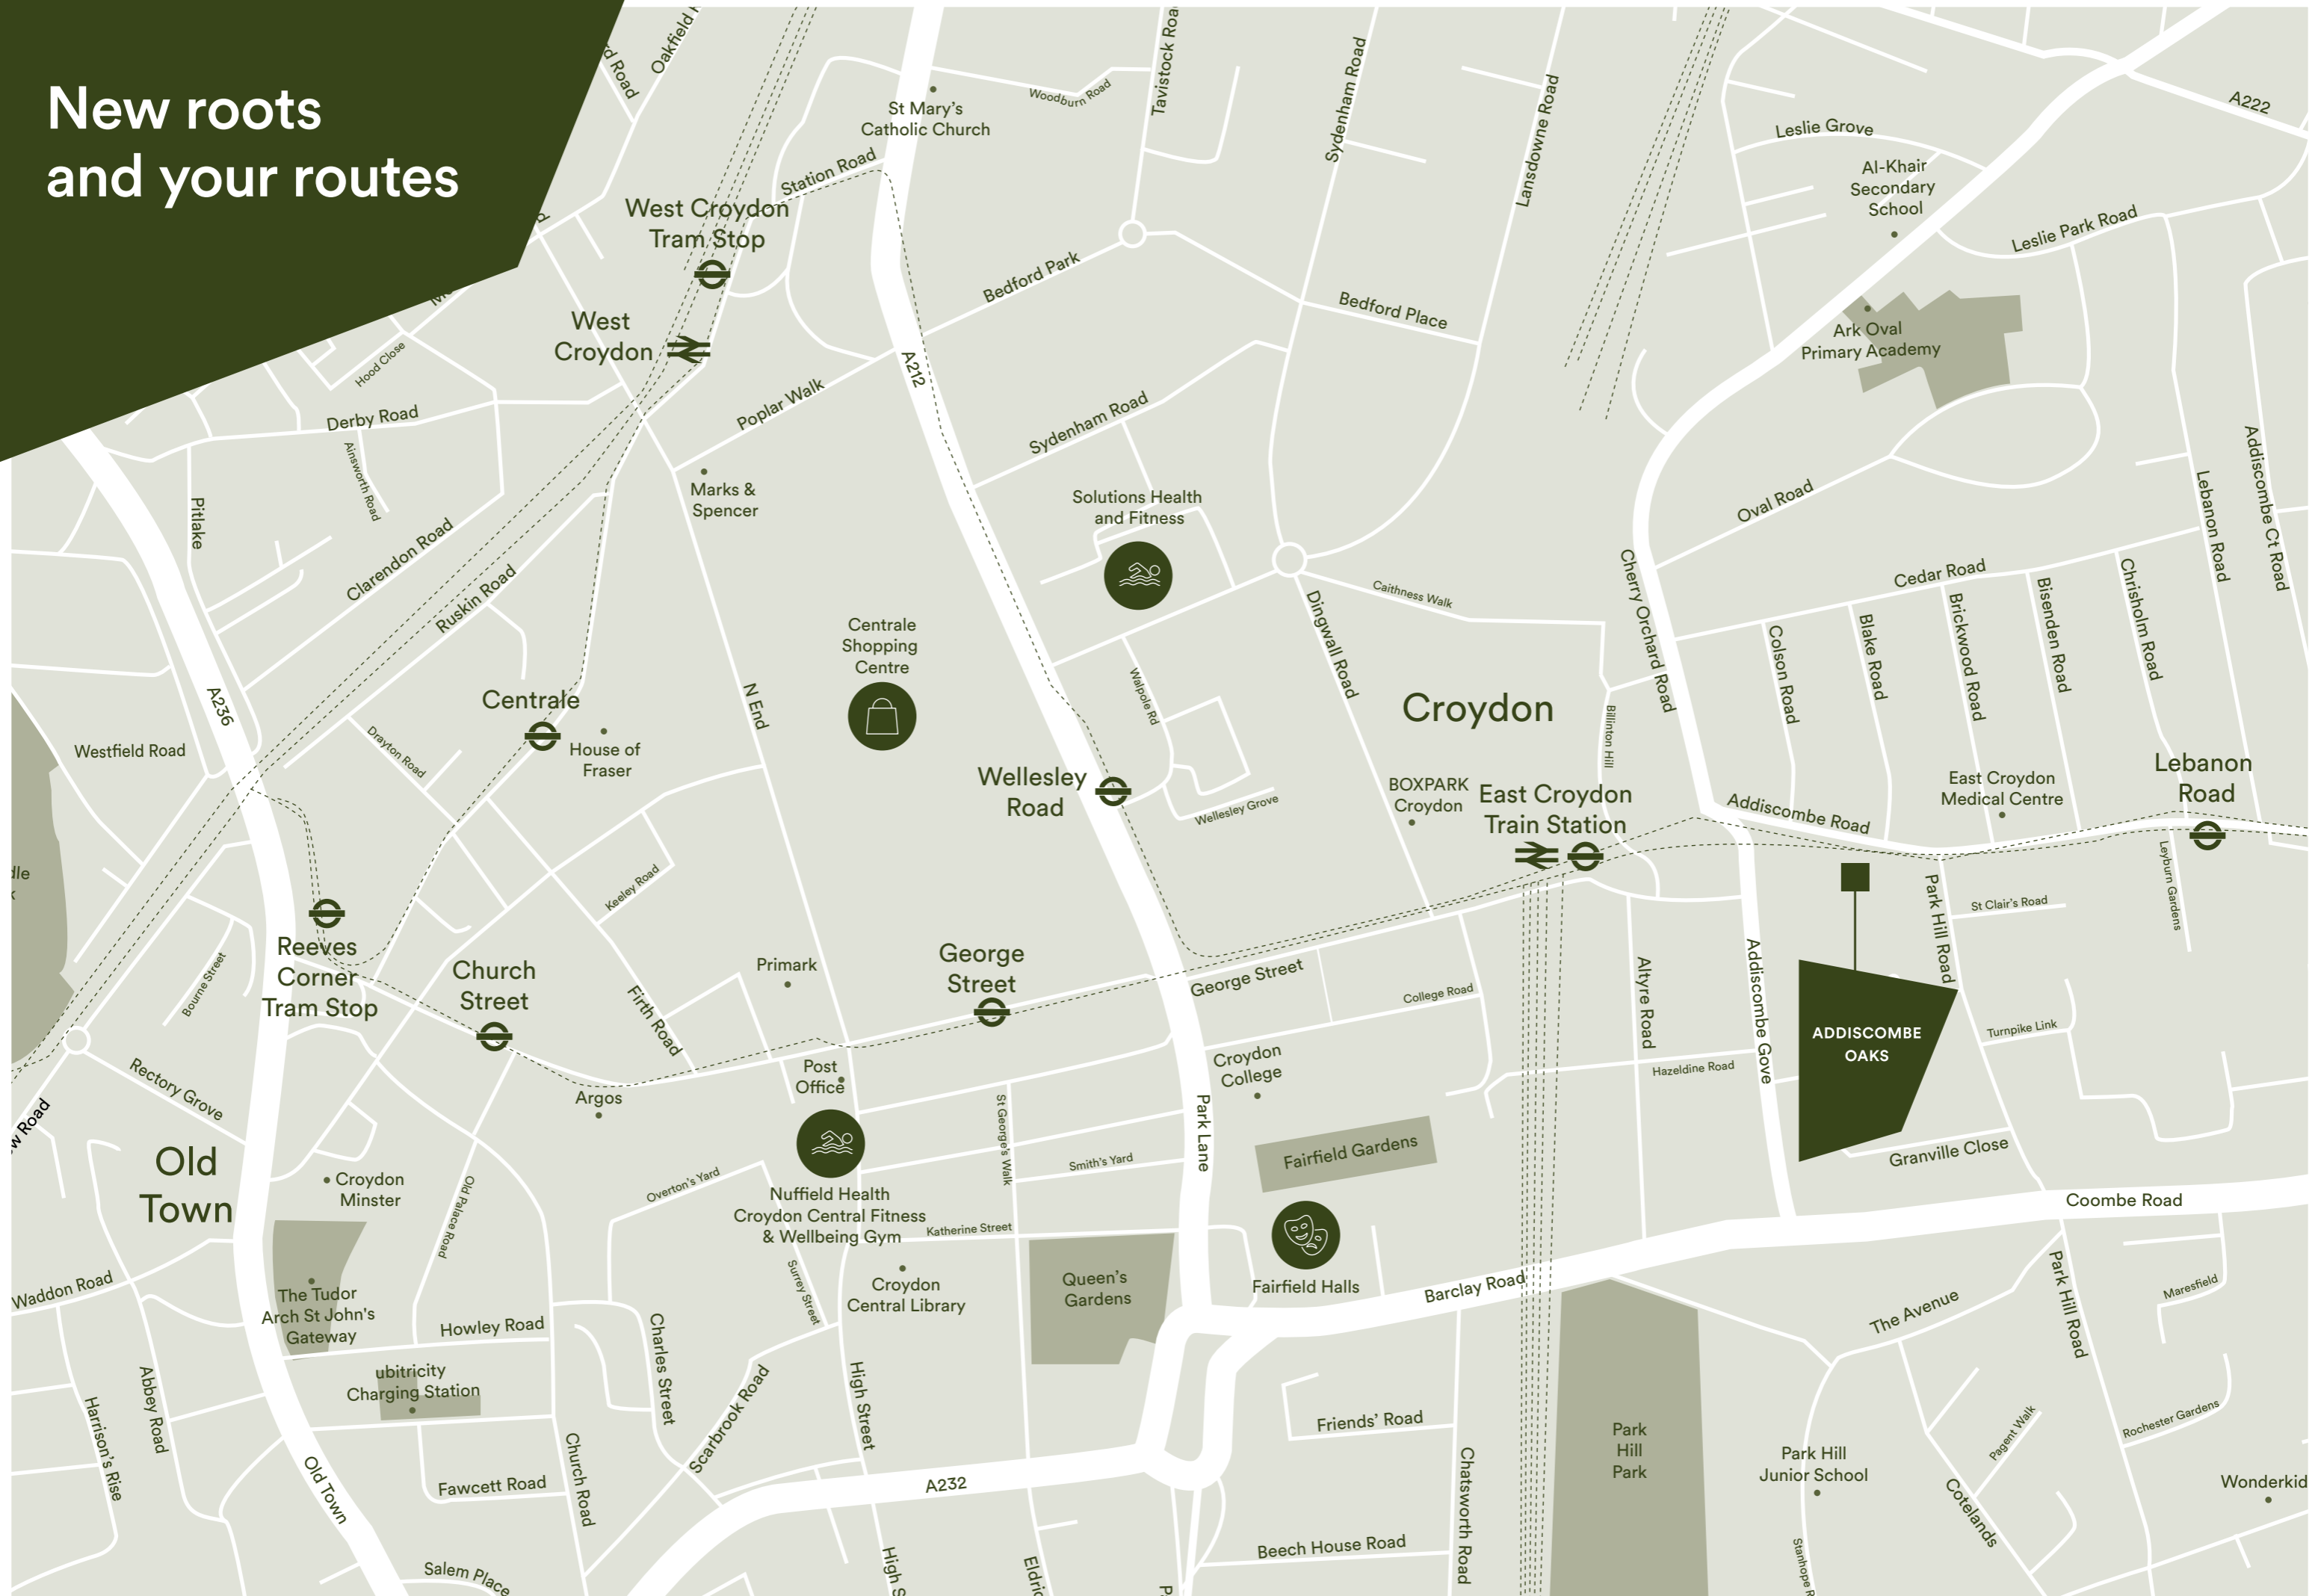 New roots
and your routes
Oakfield
Road
St Mary's
Catholic Church
Woodburn Road
Tavistock Road
Sydenham Road
Lansdowne Road
Leslie Grove
A222
Al-Khair
Secondary
School
Leslie Park Road
Station Road
West Croydon
Tram Stop
West
Croydon
Bedford Park
Bedford Place
A212
Ark Oval
Primary Academy
Hood Close
Derby Road
Ainsworth Road
Poplar Walk
Sydenham Road
Marks &
Spencer
Solutions Health
and Fitness
Oval Road
Lebanon Road
Addiscombe Ct Road
Pitlake
Clarendon Road
Ruskin Road
Caithness Walk
Cherry Orchard Road
Cedar Road
Colson Road
Blake Road
Brickwood Road
Bisenden Road
Chrisholm Road
Dingwall Road
Centrale
Shopping
Centre
N End
Walpole Rd
Croydon
Billinton Hill
A236
Westfield Road
Drayton Road
Centrale
House of
Fraser
Wellesley
Road
Wellesley Grove
BOXPARK
Croydon
East Croydon
Train Station
Addiscombe Road
East Croydon
Medical Centre
Lebanon
Road
Leyburn Gardens
Keeley Road
Reeves
Corner
Tram Stop
Bourne Street
Church
Street
Firth Road
Primark
George
Street
George Street
College Road
Altyre Road
Addiscombe Gove
Park Hill Road
St Clair's Road
Turnpike Link
ADDISCOMBE
OAKS
Hazeldine Road
Granville Close
Coombe Road
Rectory Grove
Old
Town
Croydon
Minster
Old Palace Road
Argos
Post
Office
Nuffield Health
Croydon Central Fitness
& Wellbeing Gym
Overton's Yard
St George's Walk
Smith's Yard
Katherine Street
Croydon
College
Park Lane
Fairfield Gardens
Fairfield Halls
Barclay Road
Waddon Road
The Tudor
Arch St John's
Gateway
Howley Road
ubitricity
Charging Station
Surrey Street
Croydon
Central Library
Queen's
Gardens
Charles Street
Scarbrook Road
High Street
The Avenue
Park Hill Road
Maresfield
Harrison's Rise
Abbey Road
Old Town
Fawcett Road
Church Road
A232
Friends' Road
Chatsworth Road
Park
Hill
Park
Park Hill
Junior School
Pagent Walk
Cotelands
Rochester Gardens
Wonderkid
Salem Place
Beech House Road
Stanhope